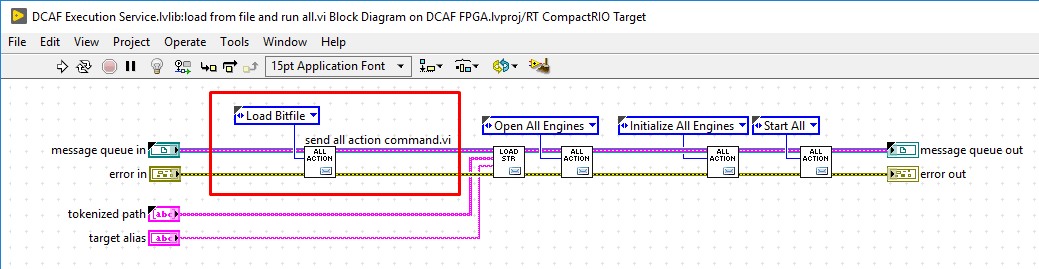 DCAF Execution Service.lvlib:load from file and run all.vi Block Diagram on DCAF FPGA.lvproj/RT CompactRIO Target
File Edit View Project Operate Tools Window Help
15pt Application Font
Load Bitfile
send all action command.vi
Open All Engines
Initialize All Engines
Start All
message queue in
ALL ACTION
LOAD STR
ALL ACTION
ALL ACTION
ALL ACTION
message queue out
error in
error out
tokenized path
abc
target alias
abc